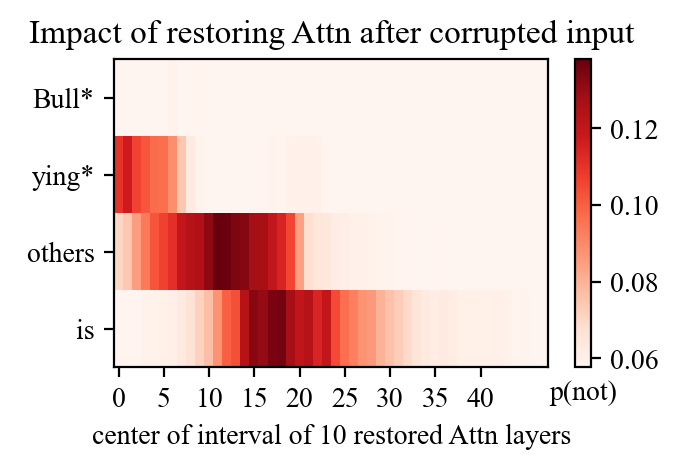 Impact of restoring Attn after corrupted input
Bull*
ying*
others
is
0 5 10 15 20 25 30 35 40
center of interval of 10 restored Attn layers
0.12
0.10
0.08
0.06
p(not)